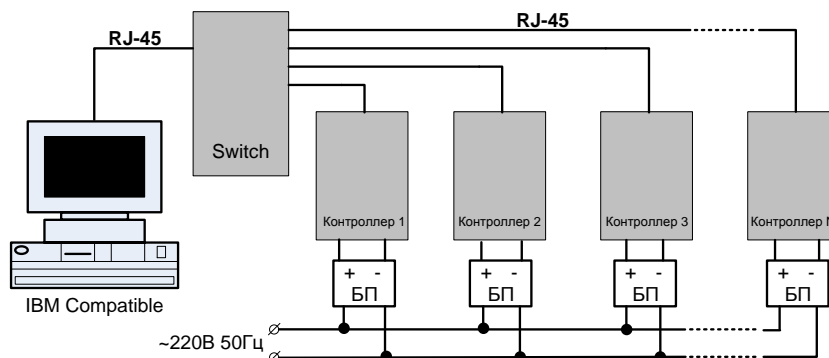 RJ-45
RJ-45
Switch
Контроллер 1
Контроллер 2
Контроллер 3
Контроллер
IBM Compatible
+ -
БП
+ -
БП
+ -
БП
+ -
БП
~220В 50Гц